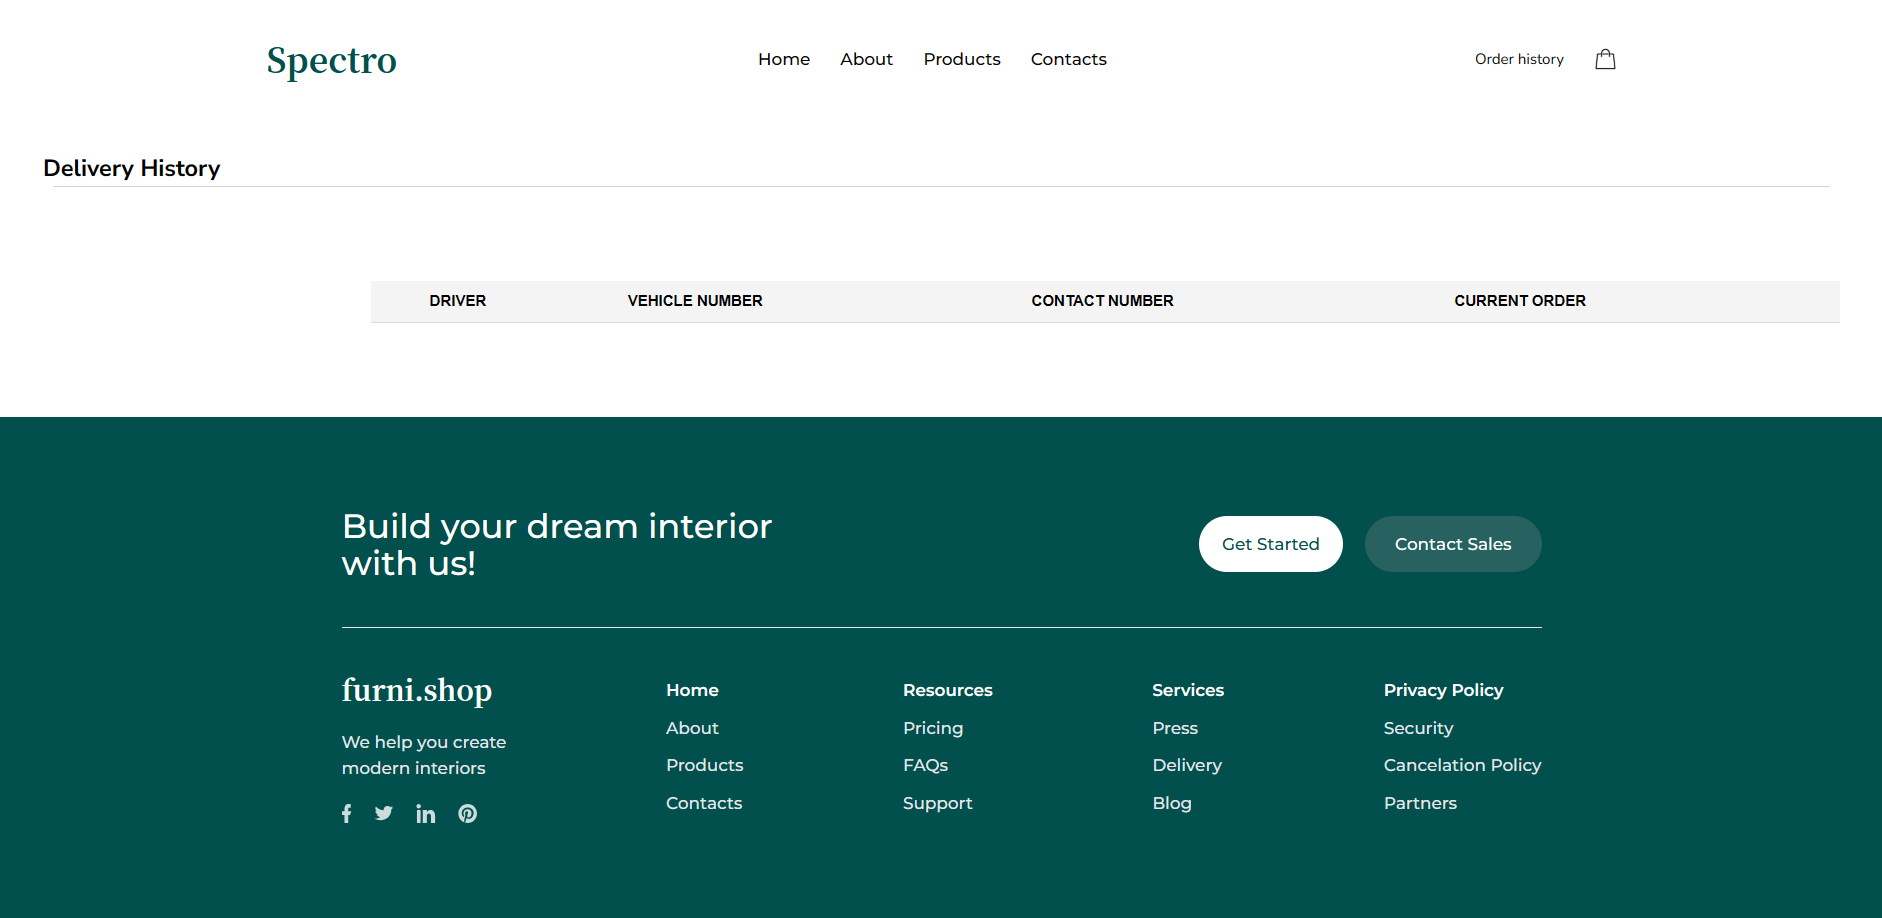 Spectro
Home About Products Contacts
Order history
Delivery History
DRIVER VEHICLE NUMBER CONTACT NUMBER CURRENT ORDER
Build your dream interior
with us!
Get Started Contact Sales
furni.shop
We help you create
modern interiors
Home
About
Products
Contacts
Resources
Pricing
FAQs
Support
Services
Press
Delivery
Blog
Privacy Policy
Security
Cancelation Policy
Partners